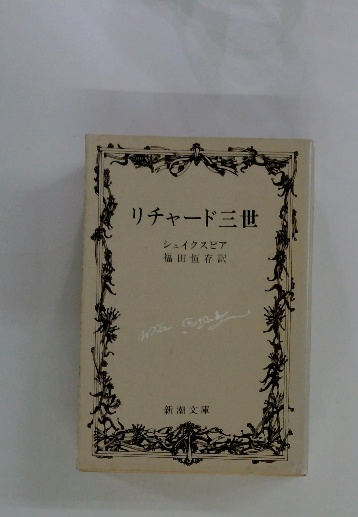 リチャード三世
シェイクスピア
福田恆存訳
新潮文庫